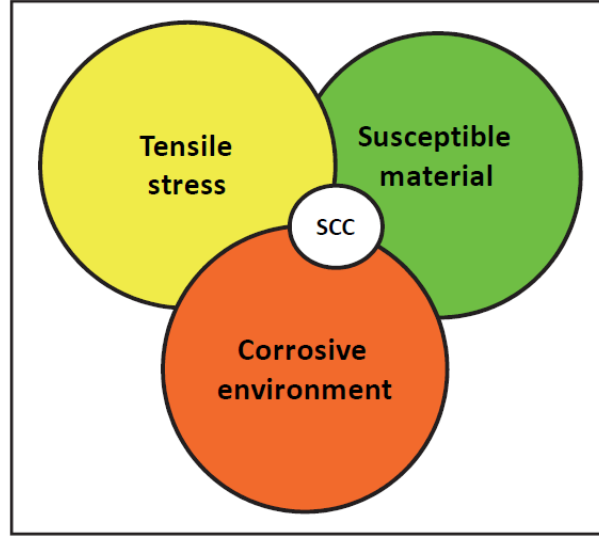 Tensile
stress
Susceptible
material
SCC
Corrosive
environment